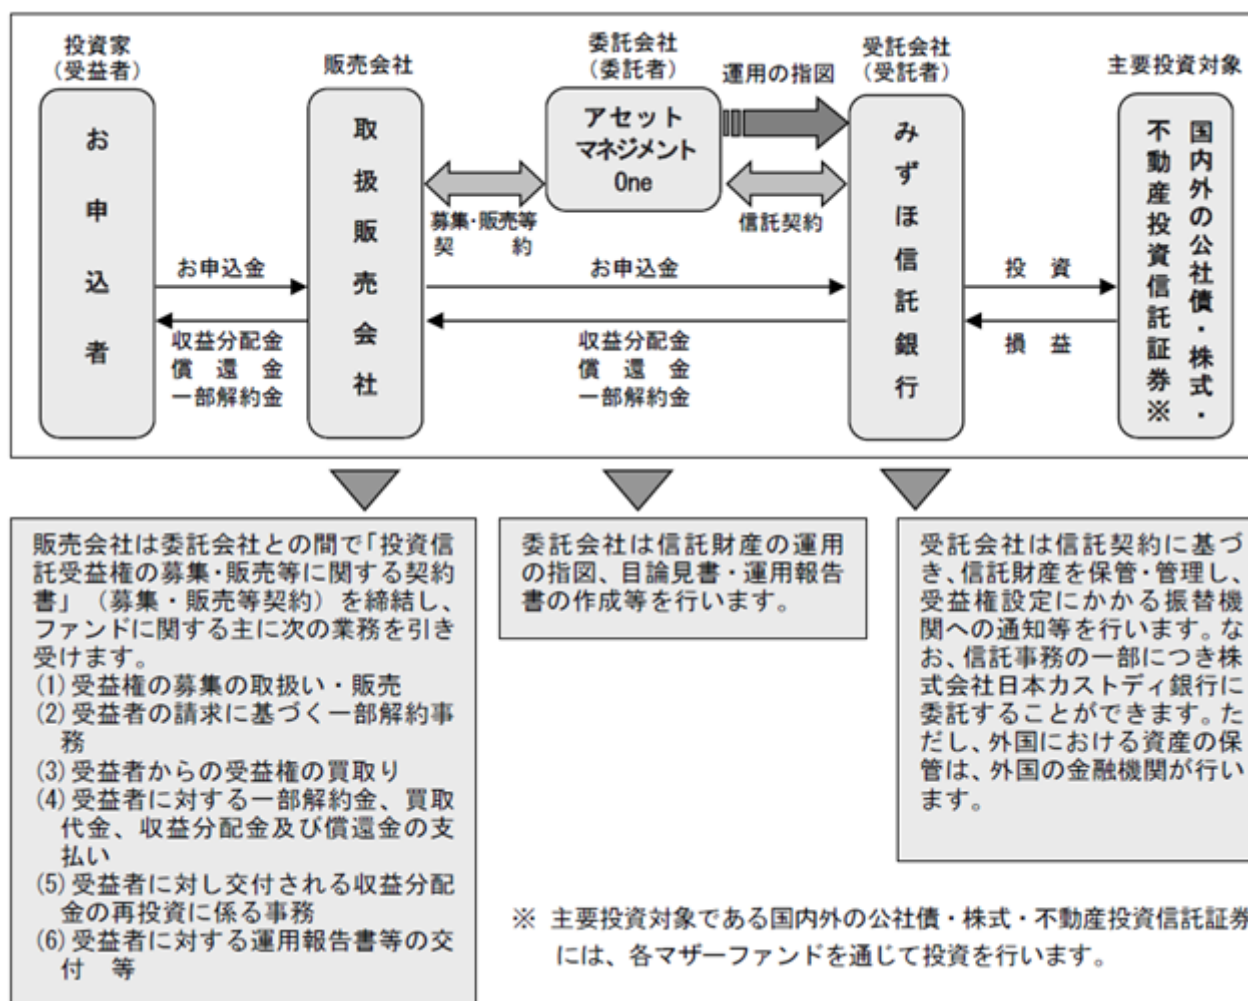 投資家
(受益者)
お申込者
販売会社
取扱販売会社
委託会社
(委託者)
アセット
マネジメント
One
運用の指図
受託会社
(受託者)
みずほ信託銀行
主要投資対象
国内外の公社債・株式・
不動産投資信託証券※
募集・販売等
契　約
信託契約
お申込金
収益分配金
償　還　金
一部解約金
お申込金
収益分配金
償　還　金
一部解約金
投　資
損　益
販売会社は委託会社との間で「投資信
託受益権の募集・販売等に関する契約
書」（募集・販売等契約）を締結し、
ファンドに関する主に次の業務を引き
受けます。
(1)受益権の募集の取扱い・販売
(2)受益者の請求に基づく一部解約事
務
(3)受益者からの受益権の買取り
(4)受益者に対する一部解約金、買取
代金、収益分配金及び償還金の支
払い
(5)受益者に対し交付される収益分配
金の再投資に係る事務
(6)受益者に対する運用報告書等の交
付　等
委託会社は信託財産の運用
の指図、目論見書・運用報告
書の作成等を行います。
受託会社は信託契約に基づ
き、信託財産を保管・管理し、
受益権設定にかかる振替機
関への通知等を行います。な
お、信託事務の一部につき株
式会社日本カストディ銀行に
委託することができます。た
だし、外国における資産の保
管は、外国の金融機関が行い
ます。
※ 主要投資対象である国内外の公社債・株式・不動産投資信託証券
には、各マザーファンドを通じて投資を行います。